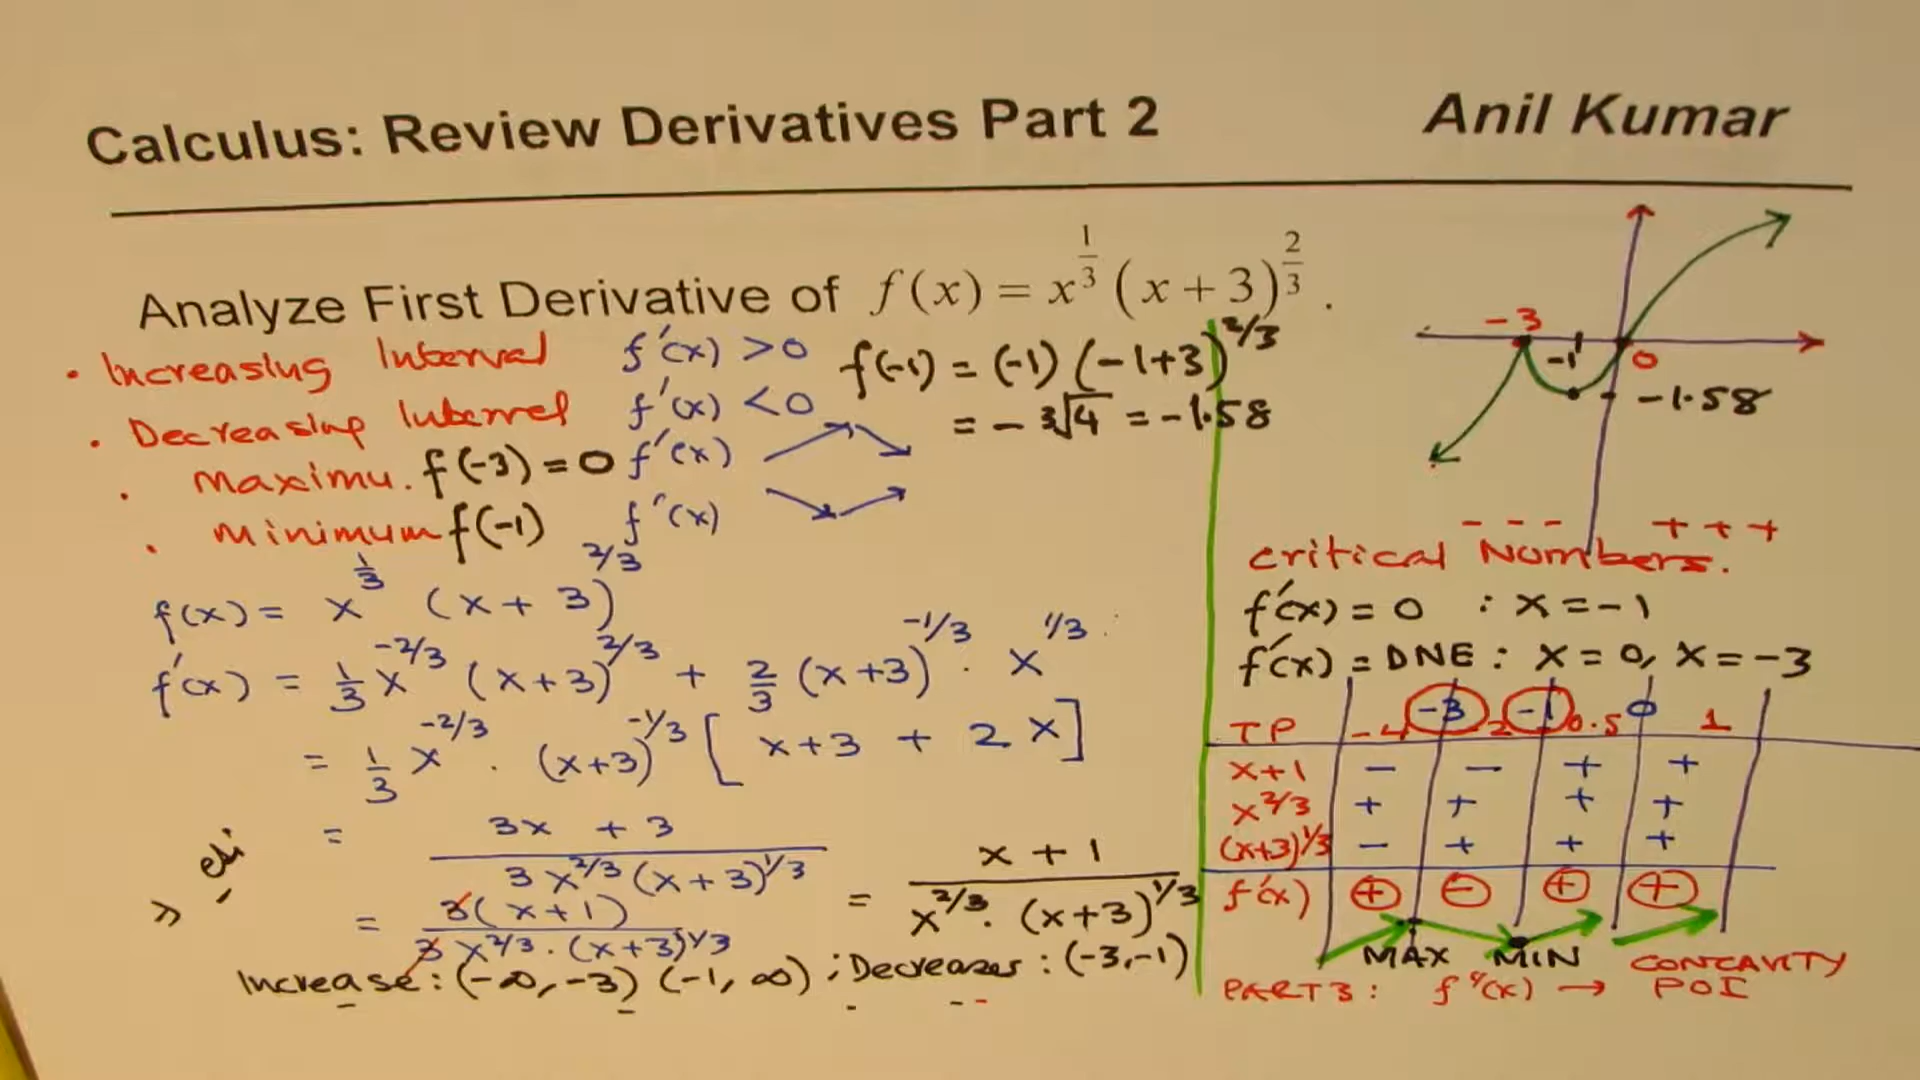 Calculus: Review Derivatives Part 2 Anil Kumar
Analyze First Derivative of f(x) = x^{1/3} (x + 3)^{2/3} .
• Increasing Interval f'(x) > 0
• Decreasing Interval f'(x) < 0
• Maximu. f(-3) = 0 f'(x)
• Minimum f(-1) f'(x)
f(-1) = (-1) (-1+3)^{2/3}
= - ∛4 = -1.58
f(x) = x^{1/3} (x + 3)^{2/3}
f'(x) = 1/3 x^{-2/3} (x+3)^{2/3} + 2/3 (x+3)^{-1/3} · x^{1/3}
= 1/3 x^{-2/3} · (x+3)^{-1/3} [ x+3 + 2x ]
= (3x + 3) / (3 x^{2/3} (x+3)^{1/3})
= 3(x+1) / (3 x^{2/3} · (x+3)^{1/3}) = (x + 1) / (x^{2/3} · (x+3)^{1/3})
Increase : (-∞, -3) (-1, ∞) ; Decreases : (-3, -1)
-3 -1 0
-1.58
- - - + + +
Critical Numbers.
f'(x) = 0 : x = -1
f'(x) = DNE : x = 0, x = -3
TP -4 -3 2 -1 0.5 0 1
x+1 - - + +
x^{2/3} + + + +
(x+3)^{1/3} - + + +
f'(x) + - + +
MAX MIN CONCAVITY
PART 3 : f''(x) → POI